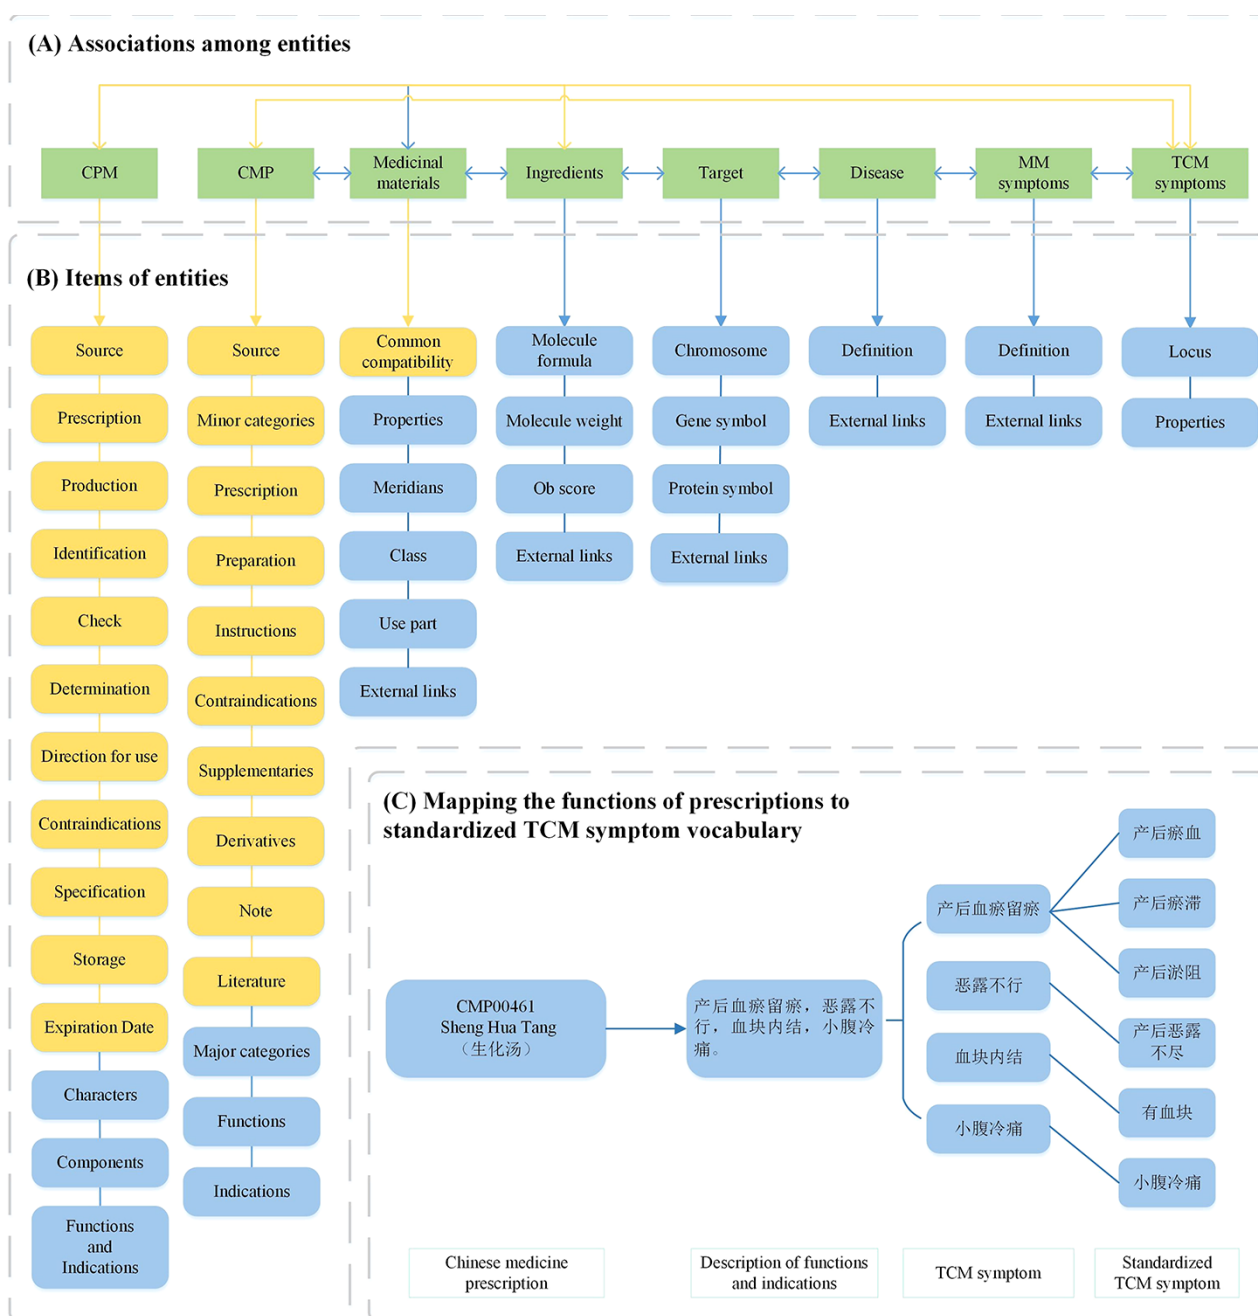 (A) Associations among entities
CPM
CMP
Medicinal
materials
Ingredients
Target
Disease
MM
symptoms
TCM
symptoms
(B) Items of entities
Source
Prescription
Production
Identification
Check
Determination
Direction for use
Contraindications
Specification
Storage
Expiration Date
Characters
Components
Functions
and
Indications
Source
Minor categories
Prescription
Preparation
Instructions
Contraindications
Supplementaries
Derivatives
Note
Literature
Major categories
Functions
Indications
Common
compatibility
Properties
Meridians
Class
Use part
External links
Molecule
formula
Molecule weight
Ob score
External links
Chromosome
Gene symbol
Protein symbol
External links
Definition
External links
Definition
External links
Locus
Properties
(C) Mapping the functions of prescriptions to
standardized TCM symptom vocabulary
CMP00461
Sheng Hua Tang
（生化汤）
产后血瘀留瘀，恶露不
行，血块内结，小腹冷
痛。
产后血瘀留瘀
恶露不行
血块内结
小腹冷痛
产后瘀血
产后瘀滞
产后淤阻
产后恶露
不尽
有血块
小腹冷痛
Chinese medicine
prescription
Description of functions
and indications
TCM symptom
Standardized
TCM symptom